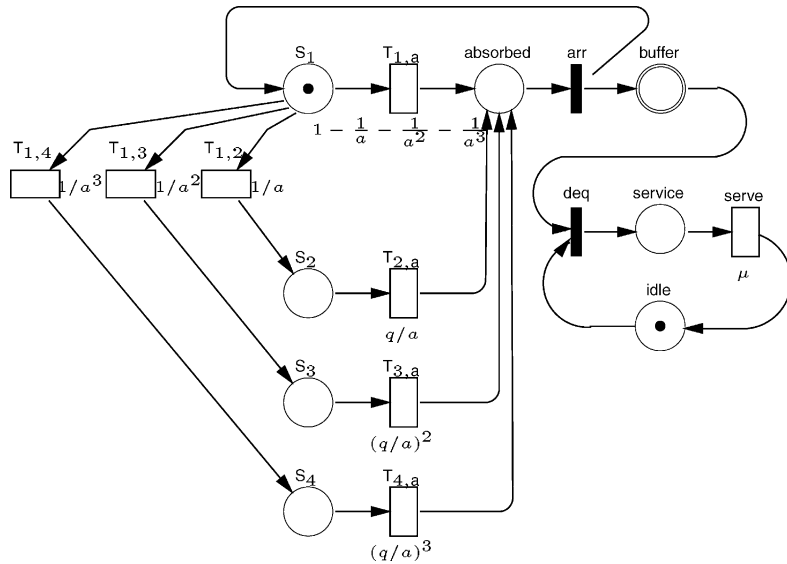 S₁ T₁,ₐ absorbed arr buffer
1 − 1/a − 1/a² − 1/a³
T₁,₄ T₁,₃ T₁,₂
1/a³ 1/a² 1/a
deq service serve
μ
S₂ T₂,ₐ
idle
q/a
S₃ T₃,ₐ
(q/a)²
S₄ T₄,ₐ
(q/a)³